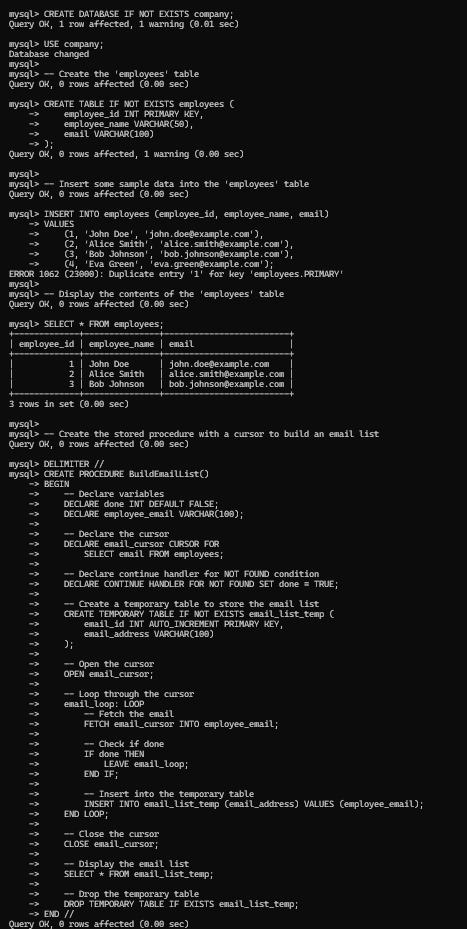 mysql> CREATE DATABASE IF NOT EXISTS company;
Query OK, 1 row affected, 1 warning (0.01 sec)

mysql> USE company;
Database changed
mysql>
mysql> -- Create the 'employees' table
Query OK, 0 rows affected (0.00 sec)

mysql> CREATE TABLE IF NOT EXISTS employees (
    ->     employee_id INT PRIMARY KEY,
    ->     employee_name VARCHAR(50),
    ->     email VARCHAR(100)
    -> );
Query OK, 0 rows affected, 1 warning (0.00 sec)

mysql>
mysql> -- Insert some sample data into the 'employees' table
Query OK, 0 rows affected (0.00 sec)

mysql> INSERT INTO employees (employee_id, employee_name, email)
    -> VALUES
    ->     (1, 'John Doe', 'john.doe@example.com'),
    ->     (2, 'Alice Smith', 'alice.smith@example.com'),
    ->     (3, 'Bob Johnson', 'bob.johnson@example.com'),
    ->     (4, 'Eva Green', 'eva.green@example.com');
ERROR 1062 (23000): Duplicate entry '1' for key 'employees.PRIMARY'
mysql>
mysql> -- Display the contents of the 'employees' table
Query OK, 0 rows affected (0.00 sec)

mysql> SELECT * FROM employees;
+-------------+---------------+-------------------------+
| employee_id | employee_name | email                   |
+-------------+---------------+-------------------------+
|           1 | John Doe      | john.doe@example.com    |
|           2 | Alice Smith   | alice.smith@example.com |
|           3 | Bob Johnson   | bob.johnson@example.com |
+-------------+---------------+-------------------------+
3 rows in set (0.00 sec)

mysql>
mysql> -- Create the stored procedure with a cursor to build an email list
Query OK, 0 rows affected (0.00 sec)

mysql> DELIMITER //
mysql> CREATE PROCEDURE BuildEmailList()
    -> BEGIN
    ->     -- Declare variables
    ->     DECLARE done INT DEFAULT FALSE;
    ->     DECLARE employee_email VARCHAR(100);
    ->
    ->     -- Declare the cursor
    ->     DECLARE email_cursor CURSOR FOR
    ->         SELECT email FROM employees;
    ->
    ->     -- Declare continue handler for NOT FOUND condition
    ->     DECLARE CONTINUE HANDLER FOR NOT FOUND SET done = TRUE;
    ->
    ->     -- Create a temporary table to store the email list
    ->     CREATE TEMPORARY TABLE IF NOT EXISTS email_list_temp (
    ->         email_id INT AUTO_INCREMENT PRIMARY KEY,
    ->         email_address VARCHAR(100)
    ->     );
    ->
    ->     -- Open the cursor
    ->     OPEN email_cursor;
    ->
    ->     -- Loop through the cursor
    ->     email_loop: LOOP
    ->         -- Fetch the email
    ->         FETCH email_cursor INTO employee_email;
    ->
    ->         -- Check if done
    ->         IF done THEN
    ->             LEAVE email_loop;
    ->         END IF;
    ->
    ->         -- Insert into the temporary table
    ->         INSERT INTO email_list_temp (email_address) VALUES (employee_email);
    ->     END LOOP;
    ->
    ->     -- Close the cursor
    ->     CLOSE email_cursor;
    ->
    ->     -- Display the email list
    ->     SELECT * FROM email_list_temp;
    ->
    ->     -- Drop the temporary table
    ->     DROP TEMPORARY TABLE IF EXISTS email_list_temp;
    -> END //
Query OK, 0 rows affected (0.00 sec)